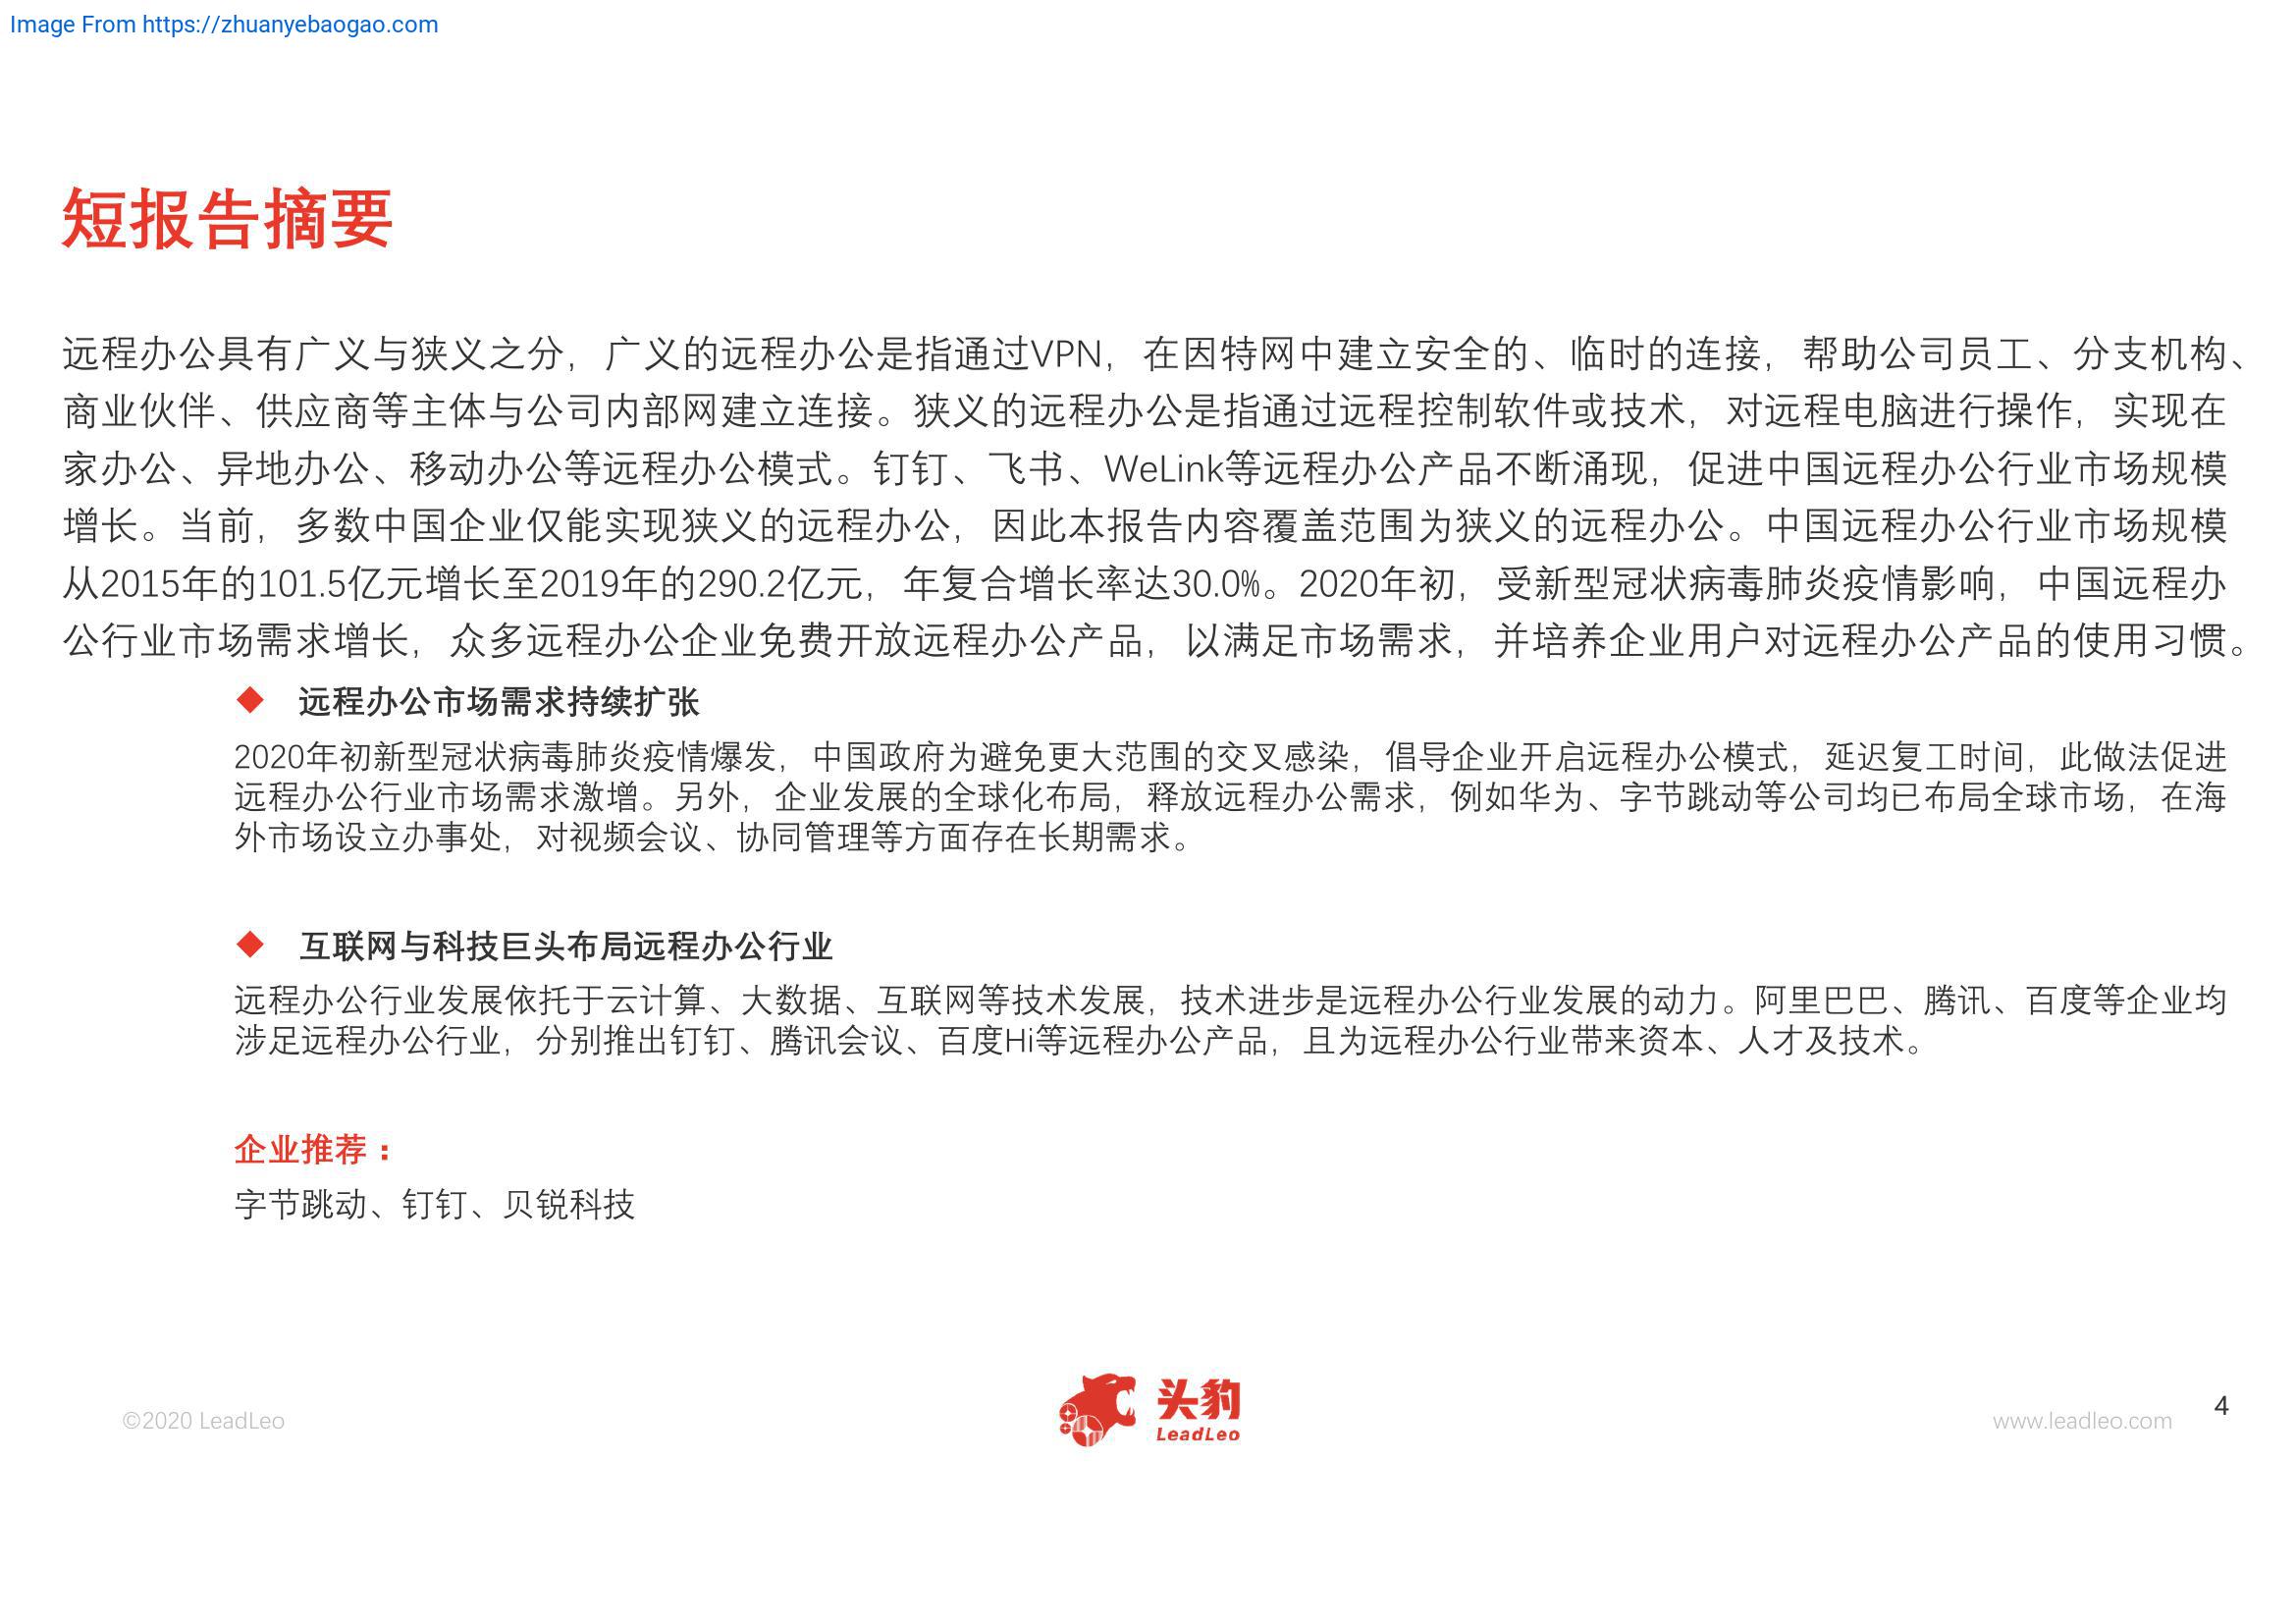 Image From https://zhuanyebaogao.com
短报告摘要
远程办公具有广义与狭义之分，广义的远程办公是指通过VPN，在因特网中建立安全的、临时的连接，帮助公司员工、分支机构、
商业伙伴、供应商等主体与公司内部网建立连接。狭义的远程办公是指通过远程控制软件或技术，对远程电脑进行操作，实现在
家办公、异地办公、移动办公等远程办公模式。钉钉、飞书、WeLink等远程办公产品不断涌现，促进中国远程办公行业市场规模
增长。当前，多数中国企业仅能实现狭义的远程办公，因此本报告内容覆盖范围为狭义的远程办公。中国远程办公行业市场规模
从2015年的101.5亿元增长至2019年的290.2亿元，年复合增长率达30.0%。2020年初，受新型冠状病毒肺炎疫情影响，中国远程办
公行业市场需求增长，众多远程办公企业免费开放远程办公产品，以满足市场需求，并培养企业用户对远程办公产品的使用习惯。
◆ 远程办公市场需求持续扩张
2020年初新型冠状病毒肺炎疫情爆发，中国政府为避免更大范围的交叉感染，倡导企业开启远程办公模式，延迟复工时间，此做法促进
远程办公行业市场需求激增。另外，企业发展的全球化布局，释放远程办公需求，例如华为、字节跳动等公司均已布局全球市场，在海
外市场设立办事处，对视频会议、协同管理等方面存在长期需求。
◆ 互联网与科技巨头布局远程办公行业
远程办公行业发展依托于云计算、大数据、互联网等技术发展，技术进步是远程办公行业发展的动力。阿里巴巴、腾讯、百度等企业均
涉足远程办公行业，分别推出钉钉、腾讯会议、百度Hi等远程办公产品，且为远程办公行业带来资本、人才及技术。
企业推荐：
字节跳动、钉钉、贝锐科技
©2020 LeadLeo
头豹
LeadLeo
www.leadleo.com
4